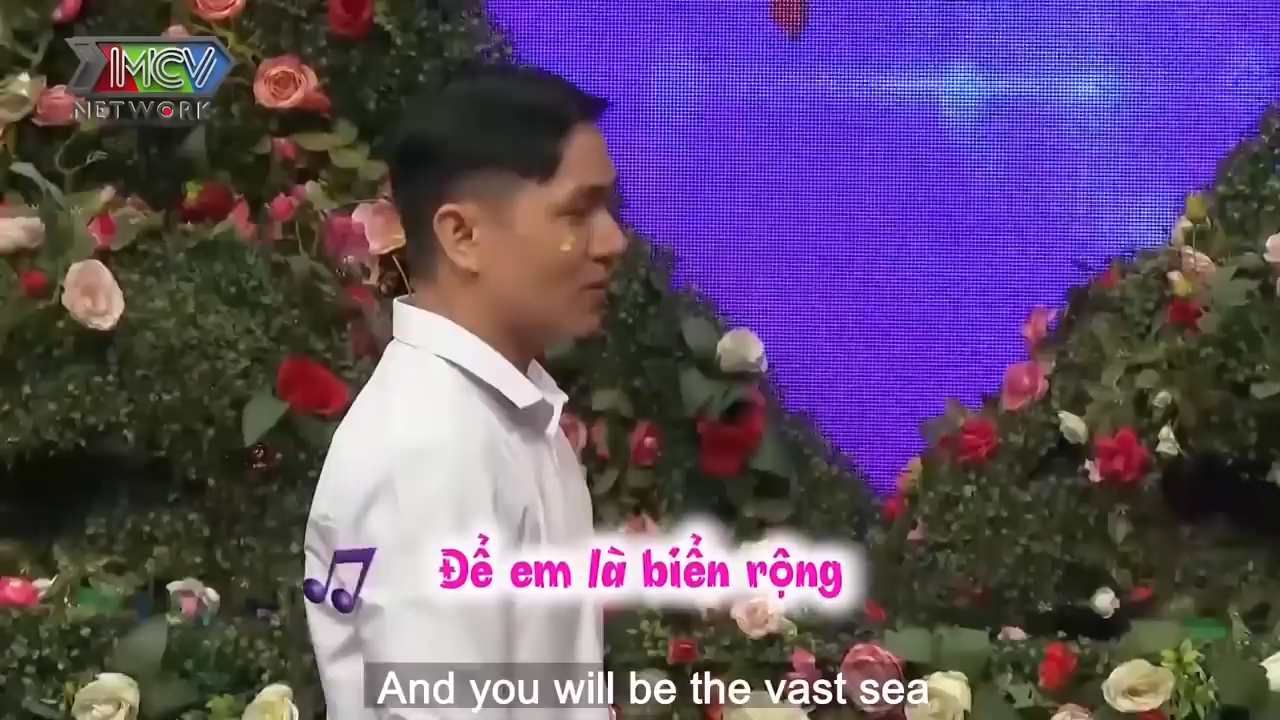 MCV
NETWORK
Để em là biển rộng
And you will be the vast sea